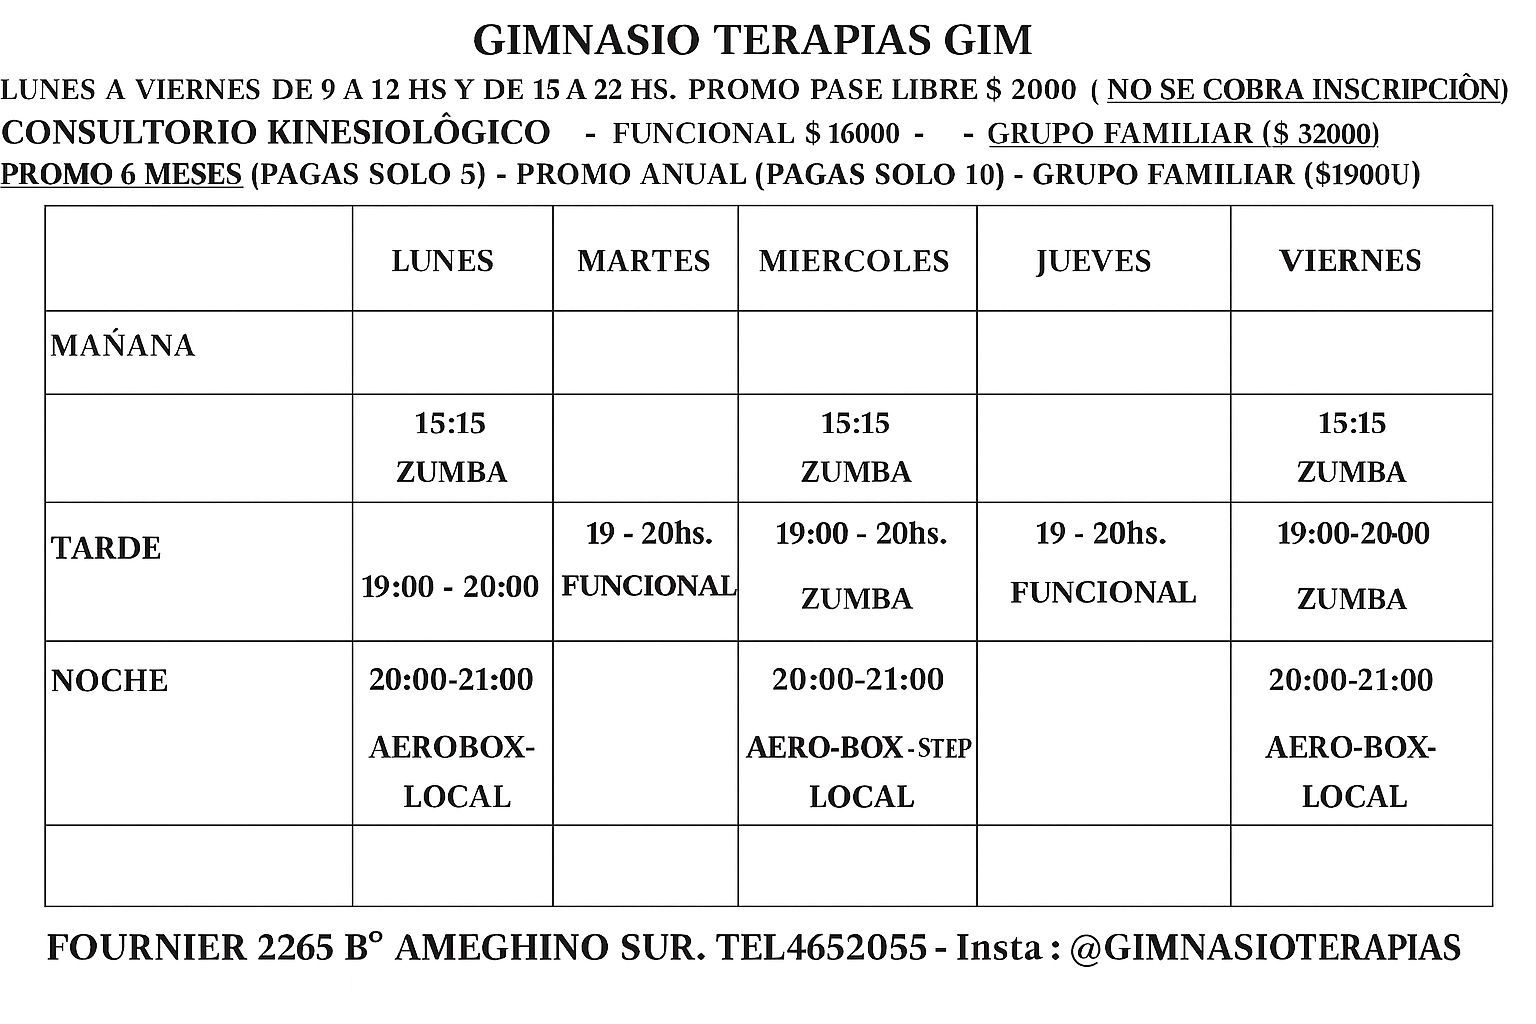 GIMNASIO TERAPIAS GIM
LUNES A VIERNES DE 9 A 12 HS Y DE 15 A 22 HS. PROMO PASE LIBRE $ 2000 ( NO SE COBRA INSCRIPCIÒN)
CONSULTORIO KINESIOLÔGICO - FUNCIONAL $ 16000 - - GRUPO FAMILIAR ($ 32000)
PROMO 6 MESES (PAGAS SOLO 5) - PROMO ANUAL (PAGAS SOLO 10) - GRUPO FAMILIAR ($1900U)
LUNES MARTES MIERCOLES JUEVES VIERNES
MAŃANA
15:15 15:15 15:15
ZUMBA ZUMBA ZUMBA
19 - 20hs. 19:00 - 20hs. 19 - 20hs. 19:00-20-00
TARDE
19:00 - 20:00 FUNCIONAL ZUMBA FUNCIONAL ZUMBA
NOCHE 20:00-21:00 20:00-21:00 20:00-21:00
AEROBOX- AERO-BOX - STEP AERO-BOX-
LOCAL LOCAL LOCAL
FOURNIER 2265 Bº AMEGHINO SUR. TEL4652055 - Insta : @GIMNASIOTERAPIAS